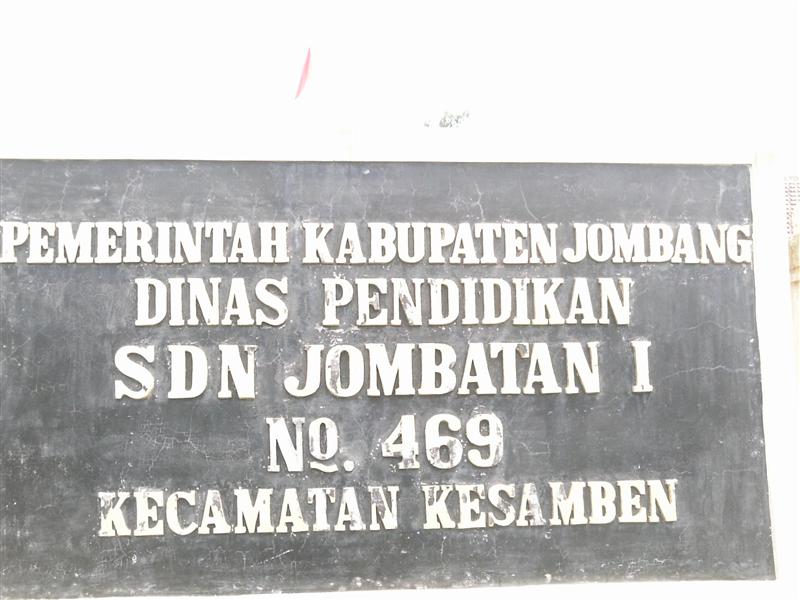 PEMERINTAH KABUPATEN JOMBANG
DINAS PENDIDIKAN
SDN JOMBATAN I
NO. 469
KECAMATAN KESAMBEN